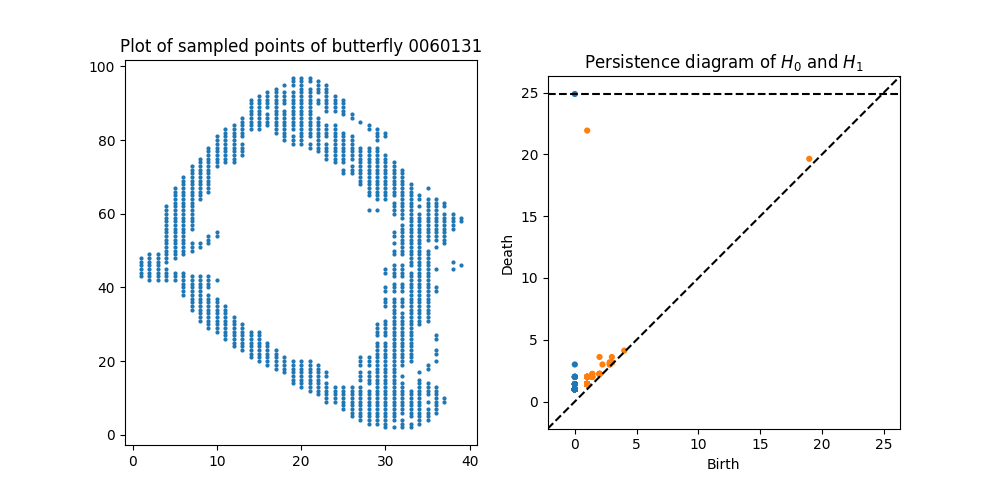 Plot of sampled points of butterfly 0060131
100
80
60
40
20
0
0 10 20 30 40
Persistence diagram of H₀ and H₁
25
20
15
10
5
0
Death
0 5 10 15 20 25
Birth